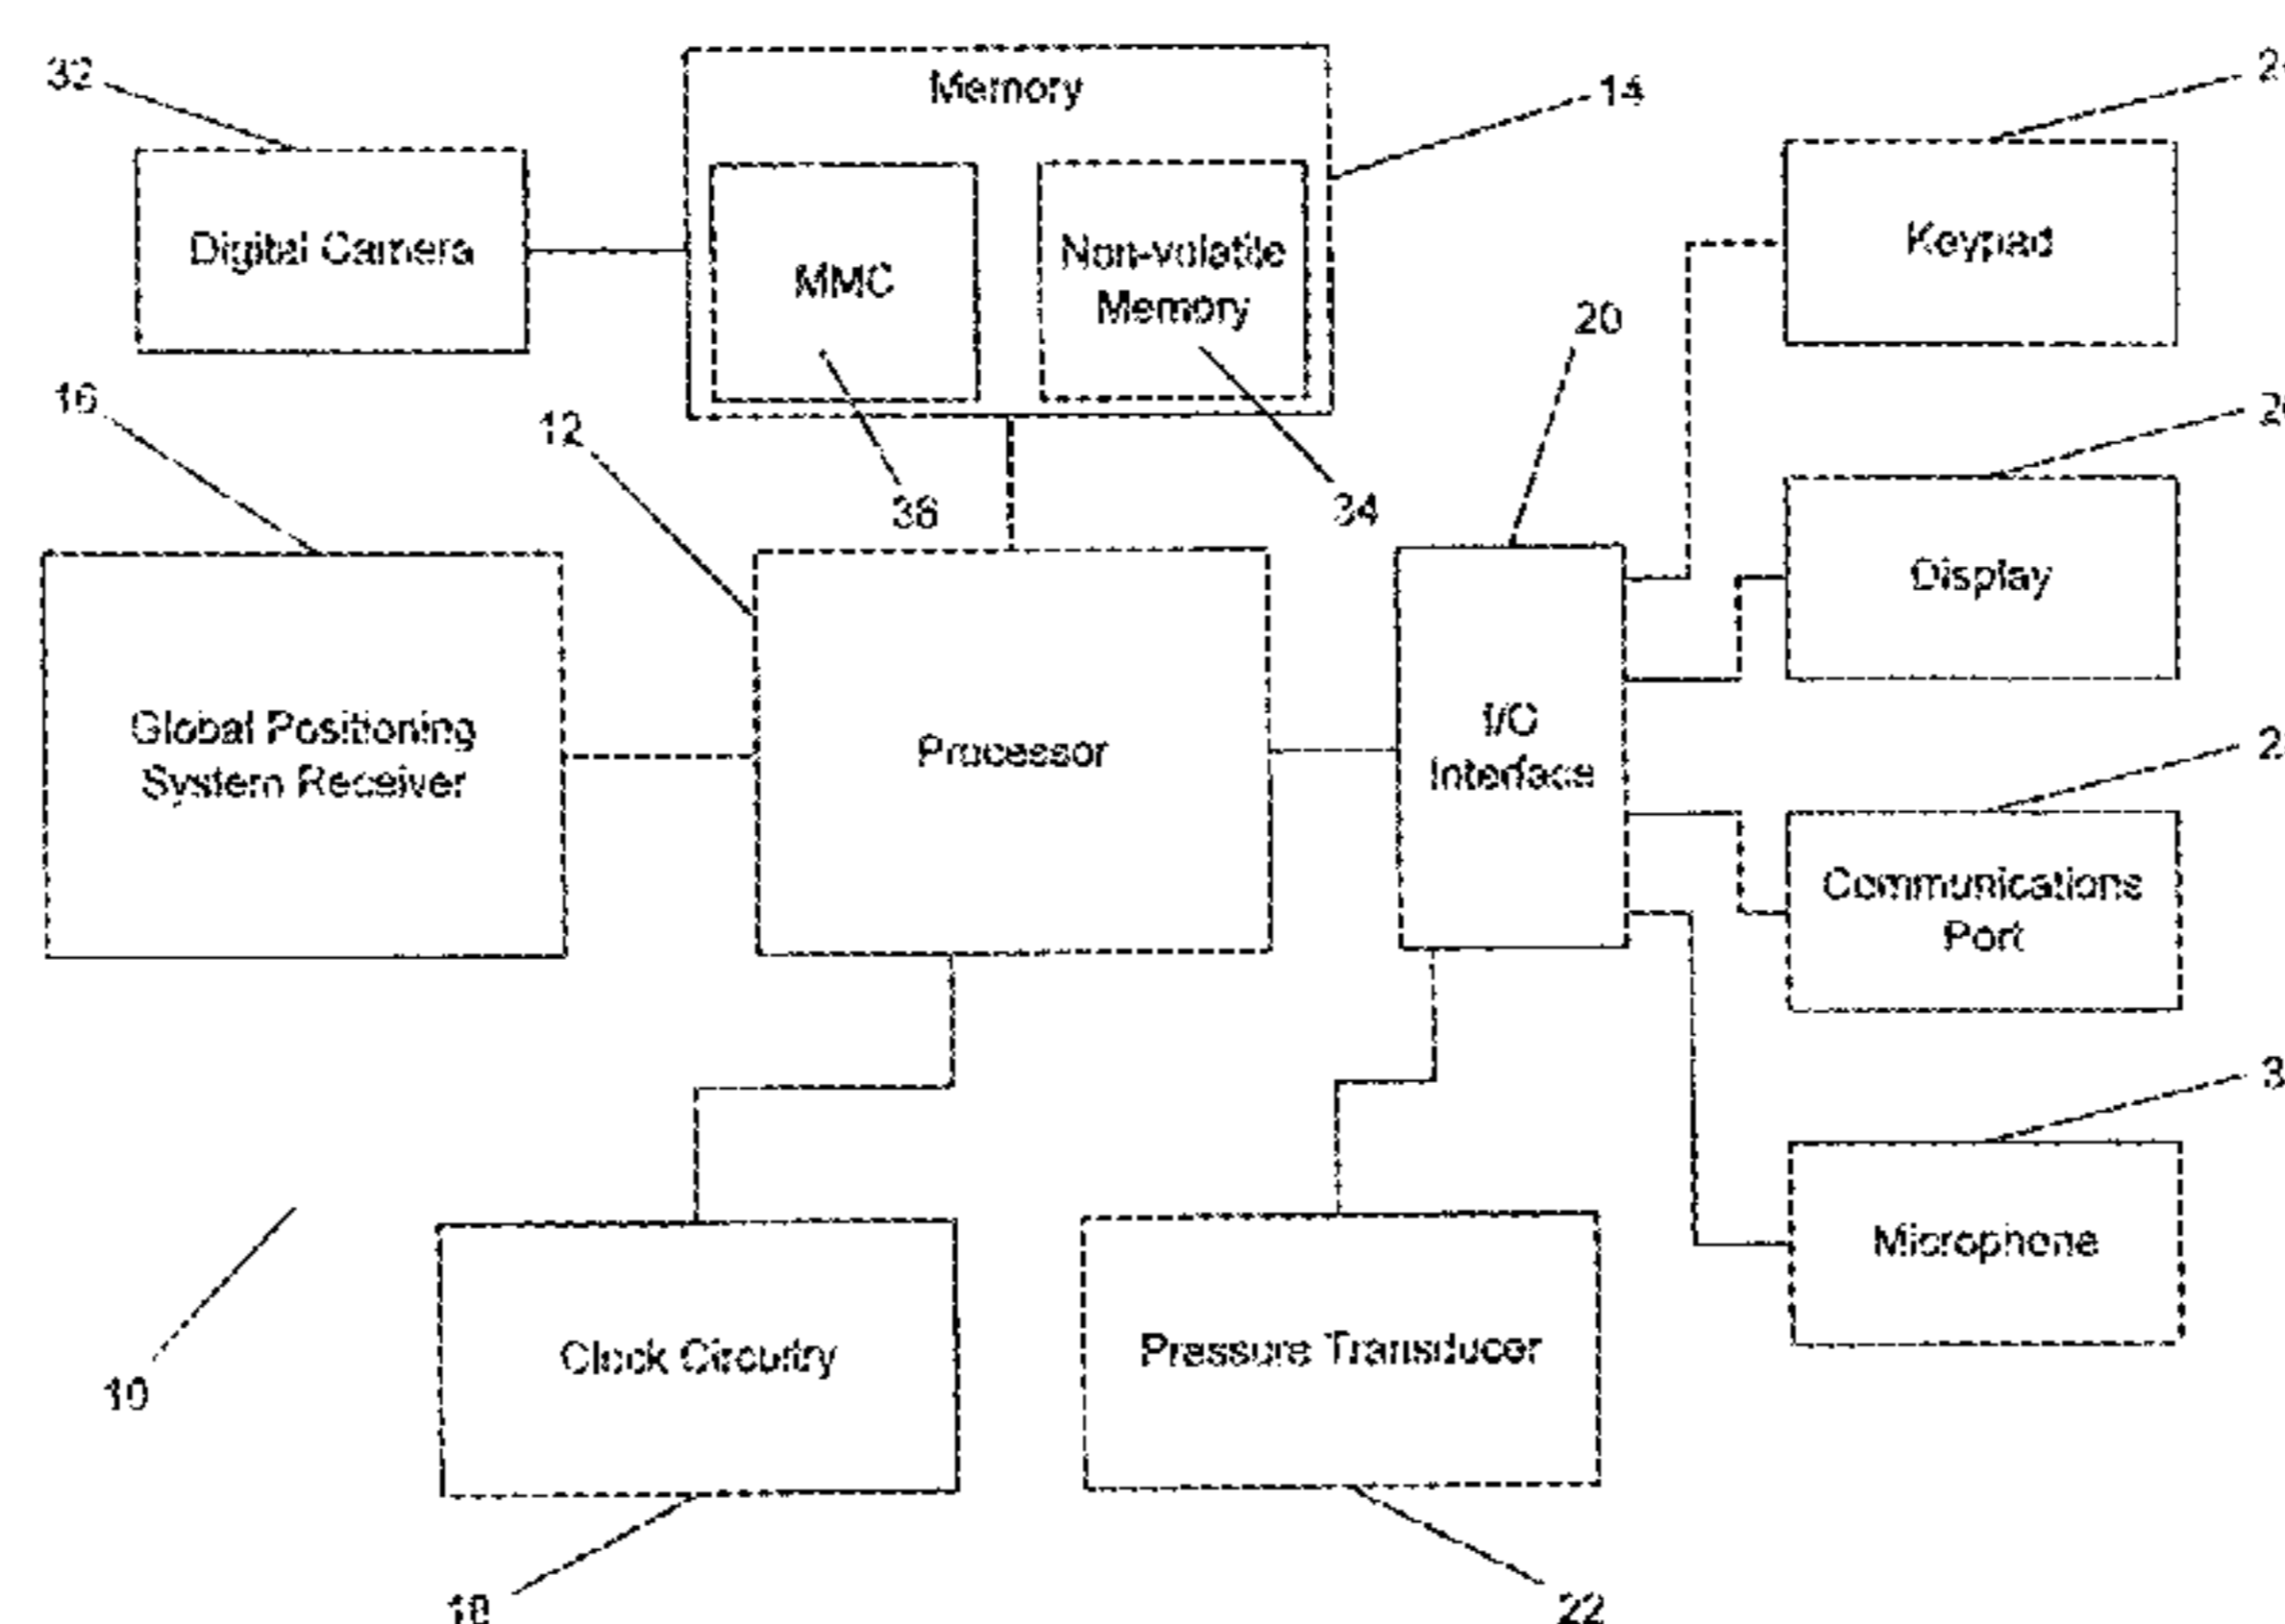 32
Memory
14
Digital Camera
MMC
Non-volatile
Memory
Keypad
20
16
12
36
34
Display
Global Positioning
System Receiver
Processor
I/O
Interface
Communications
Port
Microphone
10
Clock Circuitry
Pressure Transducer
18
22